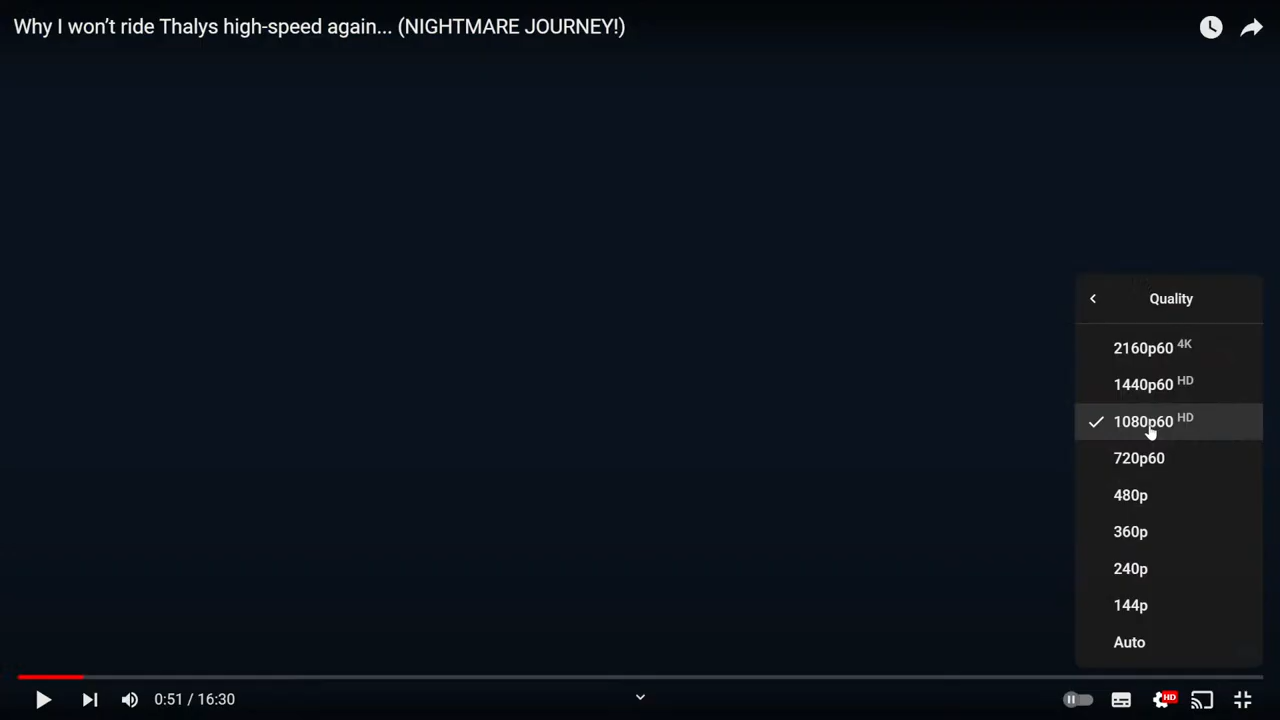 Why I won’t ride Thalys high-speed again... (NIGHTMARE JOURNEY!)
Quality
2160p60 4K
1440p60 HD
1080p60 HD
720p60
480p
360p
240p
144p
Auto
0:51 / 16:30
HD